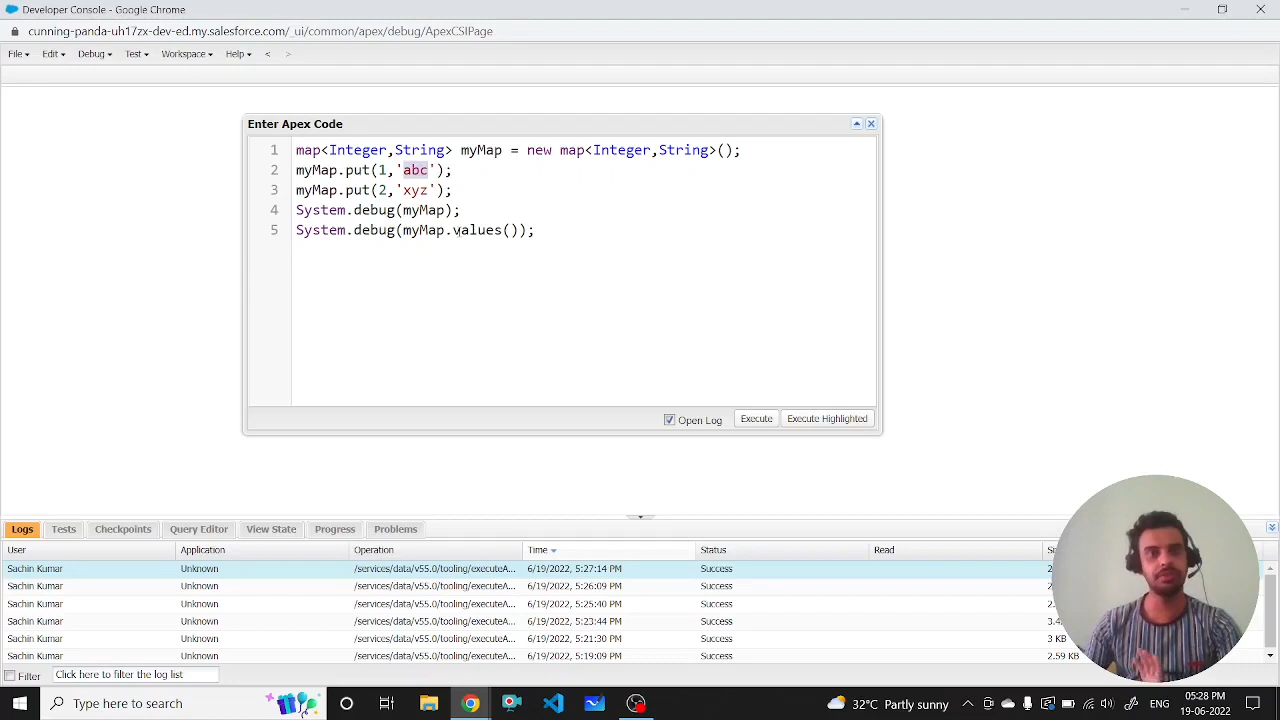 Developer Console - Google Chrome
cunning-panda-uh17zx-dev-ed.my.salesforce.com/_ui/common/apex/debug/ApexCSIPage
File Edit Debug Test Workspace Help < >
Enter Apex Code
1 map<Integer,String> myMap = new map<Integer,String>();
2 myMap.put(1,'abc');
3 myMap.put(2,'xyz');
4 System.debug(myMap);
5 System.debug(myMap.values());
Open Log Execute Execute Highlighted
Logs Tests Checkpoints Query Editor View State Progress Problems
User Application Operation Time Status Read
Sachin Kumar Unknown /services/data/v55.0/tooling/executeA... 6/19/2022, 5:27:14 PM Success
Sachin Kumar Unknown /services/data/v55.0/tooling/executeA... 6/19/2022, 5:26:09 PM Success
Sachin Kumar Unknown /services/data/v55.0/tooling/executeA... 6/19/2022, 5:25:40 PM Success
Sachin Kumar Unknown /services/data/v55.0/tooling/executeA... 6/19/2022, 5:23:44 PM Success
Sachin Kumar Unknown /services/data/v55.0/tooling/executeA... 6/19/2022, 5:21:30 PM Success 3 KB
Sachin Kumar Unknown /services/data/v55.0/tooling/executeA... 6/19/2022, 5:19:09 PM Success 2.59 KB
Filter Click here to filter the log list
Type here to search 32°C Partly sunny ENG 05:28 PM
19-06-2022